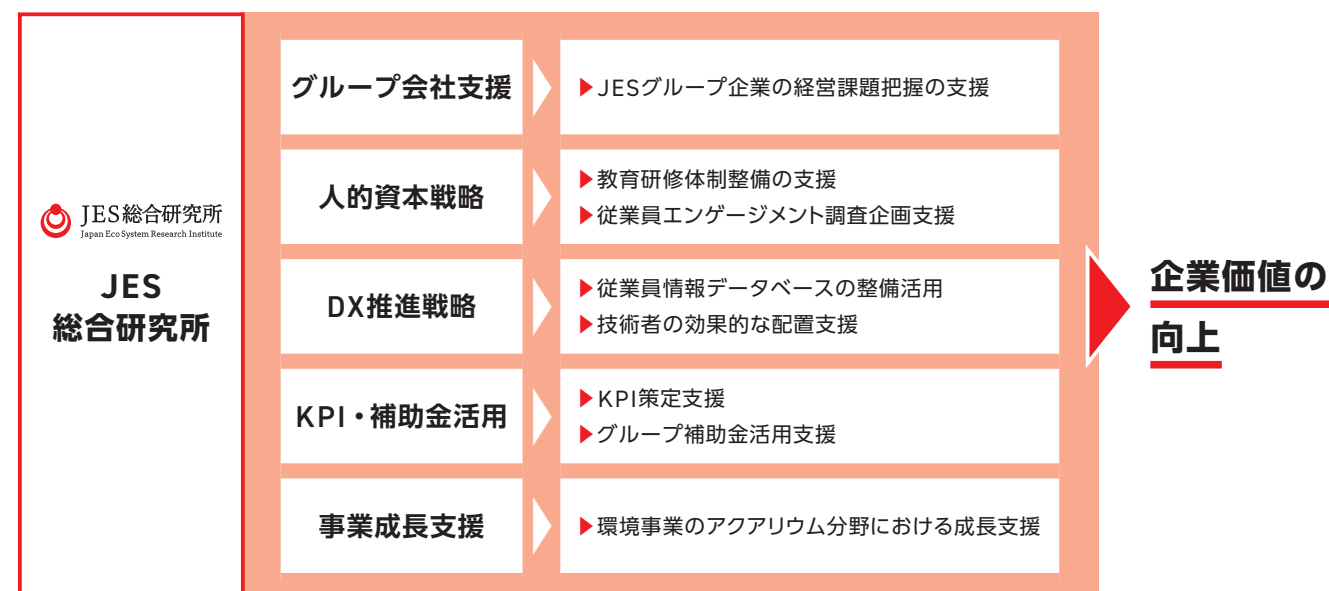 JES総合研究所
Japan Eco System Research Institute
JES
総合研究所
グループ会社支援
▶JESグループ企業の経営課題把握の支援
人的資本戦略
▶教育研修体制整備の支援
▶従業員エンゲージメント調査企画支援
DX推進戦略
▶従業員情報データベースの整備活用
▶技術者の効果的な配置支援
KPI・補助金活用
▶KPI策定支援
▶グループ補助金活用支援
事業成長支援
▶環境事業のアクアリウム分野における成長支援
企業価値の
向上